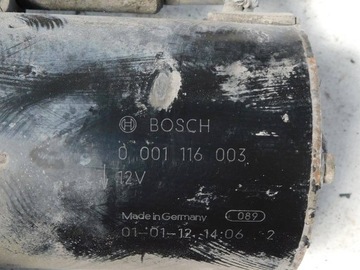 BOSCH
0 001 116 003
12V
Made in Germany 089
01-01-12 14:06 2